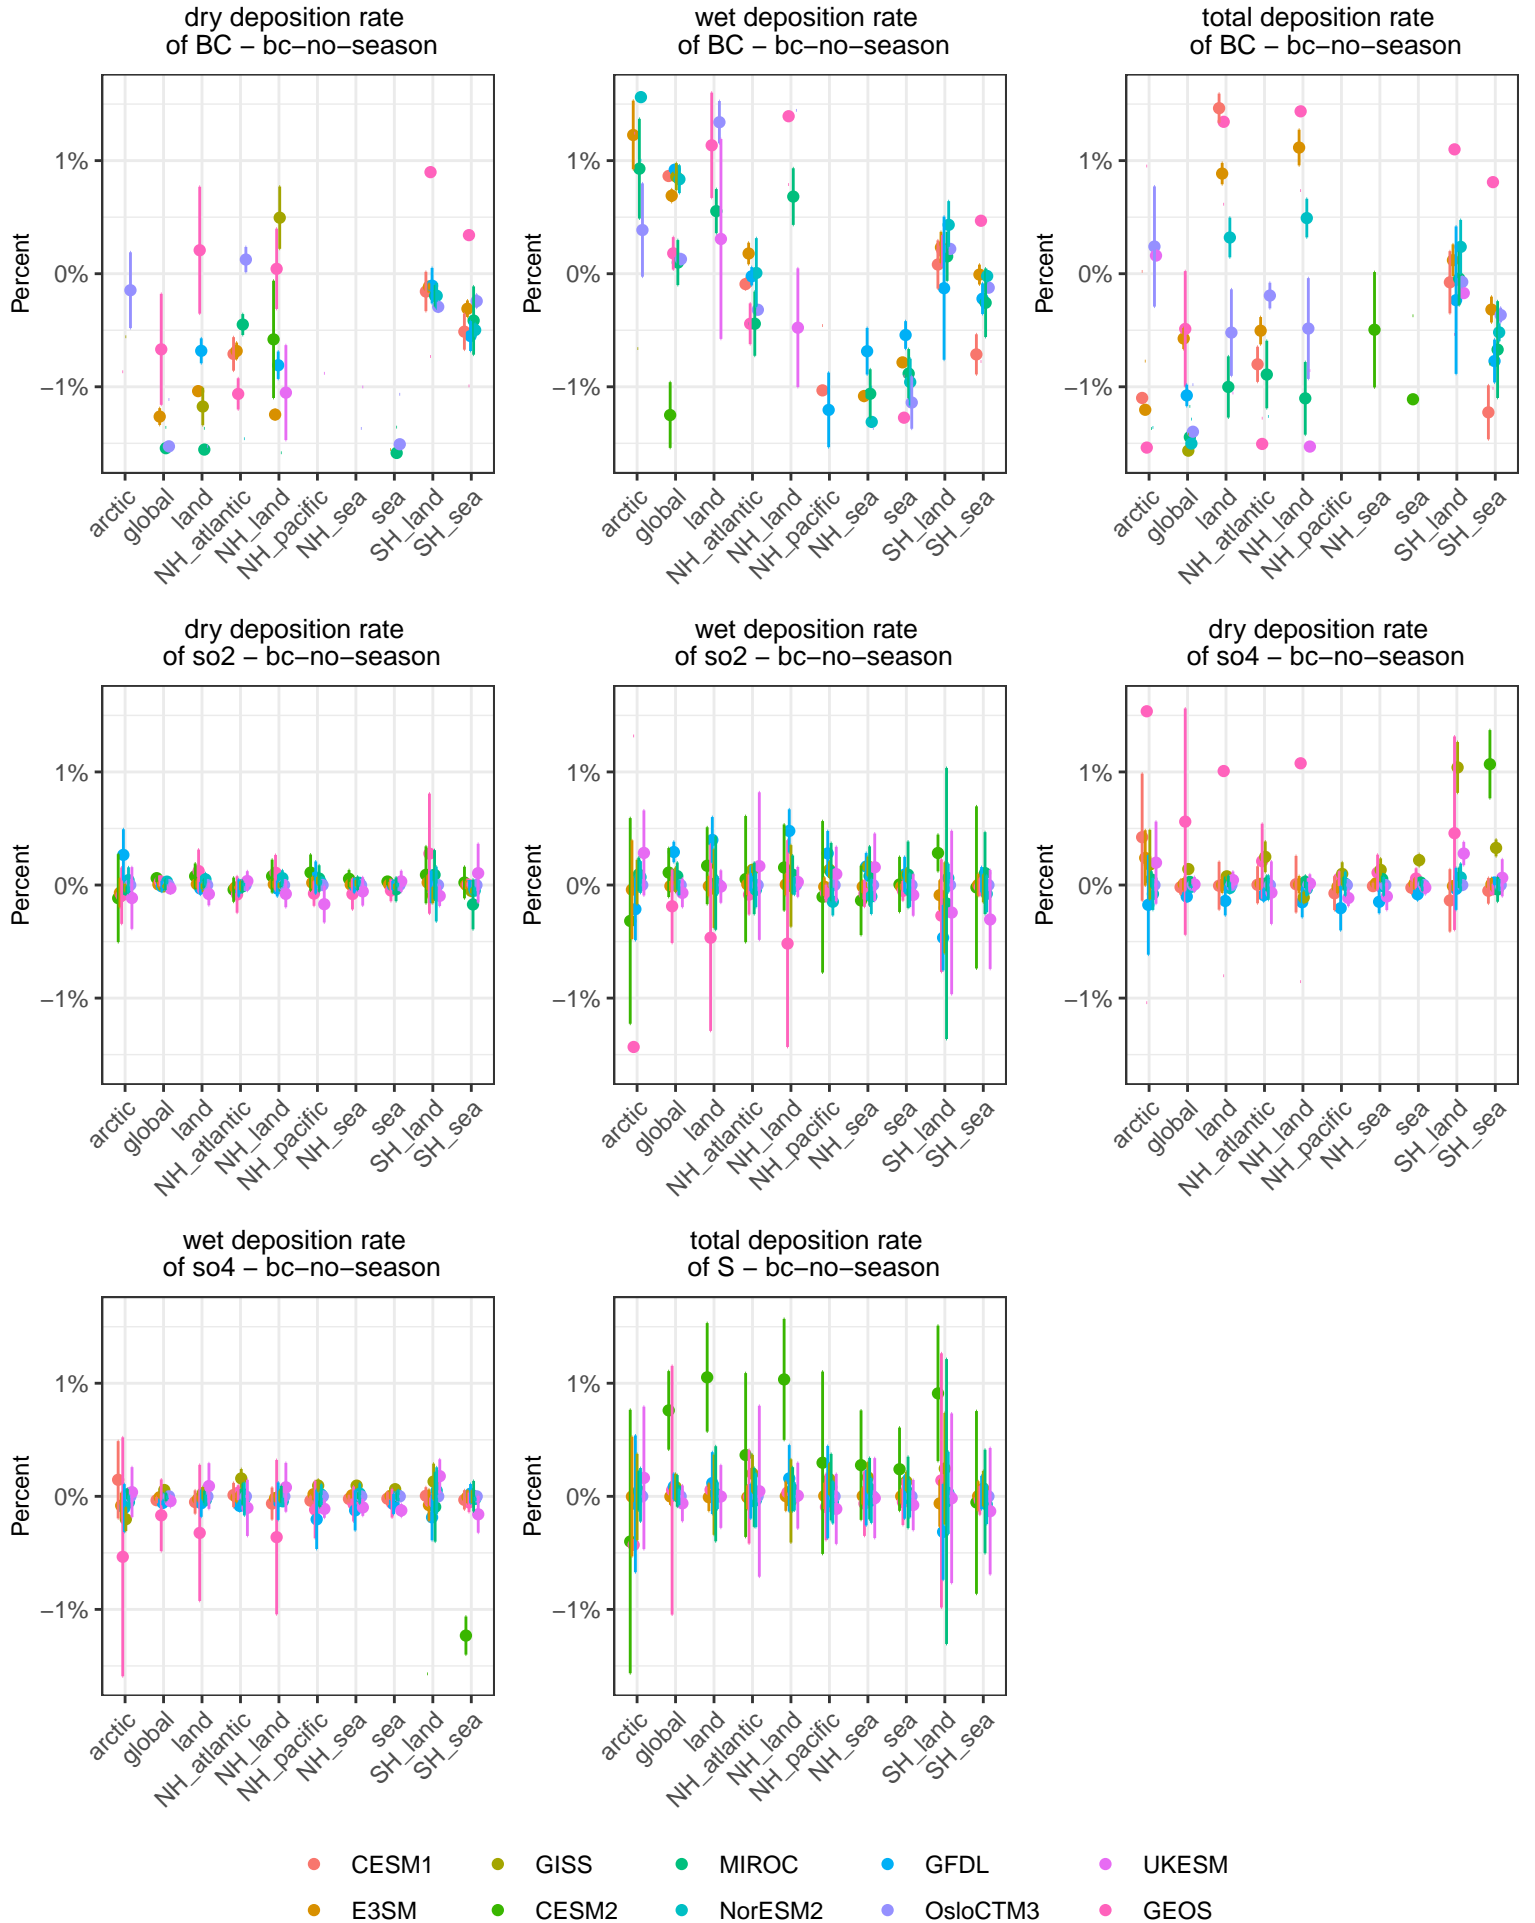 dry deposition rate
of BC − bc−no−season
wet deposition rate
of BC − bc−no−season
total deposition rate
of BC − bc−no−season
Percent
1%
0%
−1%
arctic
global
land
NH_atlantic
NH_land
NH_pacific
NH_sea
sea
SH_land
SH_sea
Percent
1%
0%
−1%
arctic
global
land
NH_atlantic
NH_land
NH_pacific
NH_sea
sea
SH_land
SH_sea
Percent
1%
0%
−1%
arctic
global
land
NH_atlantic
NH_land
NH_pacific
NH_sea
sea
SH_land
SH_sea
dry deposition rate
of so2 − bc−no−season
wet deposition rate
of so2 − bc−no−season
dry deposition rate
of so4 − bc−no−season
Percent
1%
0%
−1%
arctic
global
land
NH_atlantic
NH_land
NH_pacific
NH_sea
sea
SH_land
SH_sea
Percent
1%
0%
−1%
arctic
global
land
NH_atlantic
NH_land
NH_pacific
NH_sea
sea
SH_land
SH_sea
Percent
1%
0%
−1%
arctic
global
land
NH_atlantic
NH_land
NH_pacific
NH_sea
sea
SH_land
SH_sea
wet deposition rate
of so4 − bc−no−season
total deposition rate
of S − bc−no−season
Percent
1%
0%
−1%
arctic
global
land
NH_atlantic
NH_land
NH_pacific
NH_sea
sea
SH_land
SH_sea
Percent
1%
0%
−1%
arctic
global
land
NH_atlantic
NH_land
NH_pacific
NH_sea
sea
SH_land
SH_sea
CESM1 GISS MIROC GFDL UKESM
E3SM CESM2 NorESM2 OsloCTM3 GEOS